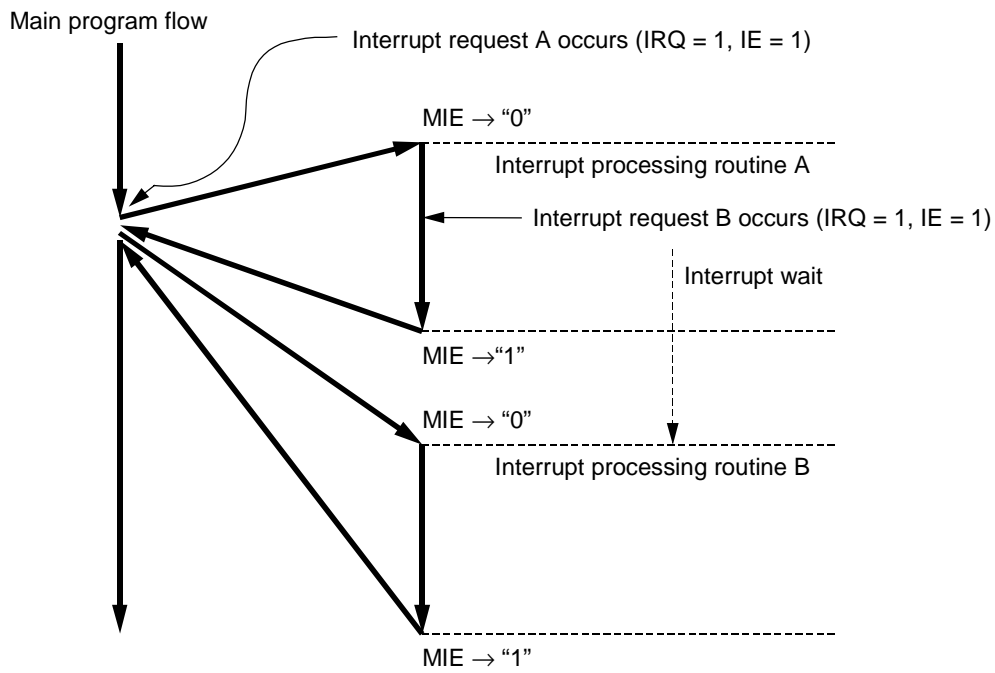 Main program flow
Interrupt request A occurs (IRQ = 1, IE = 1)
MIE → “0”
Interrupt processing routine A
Interrupt request B occurs (IRQ = 1, IE = 1)
Interrupt wait
MIE →“1”
MIE → “0”
Interrupt processing routine B
MIE → “1”